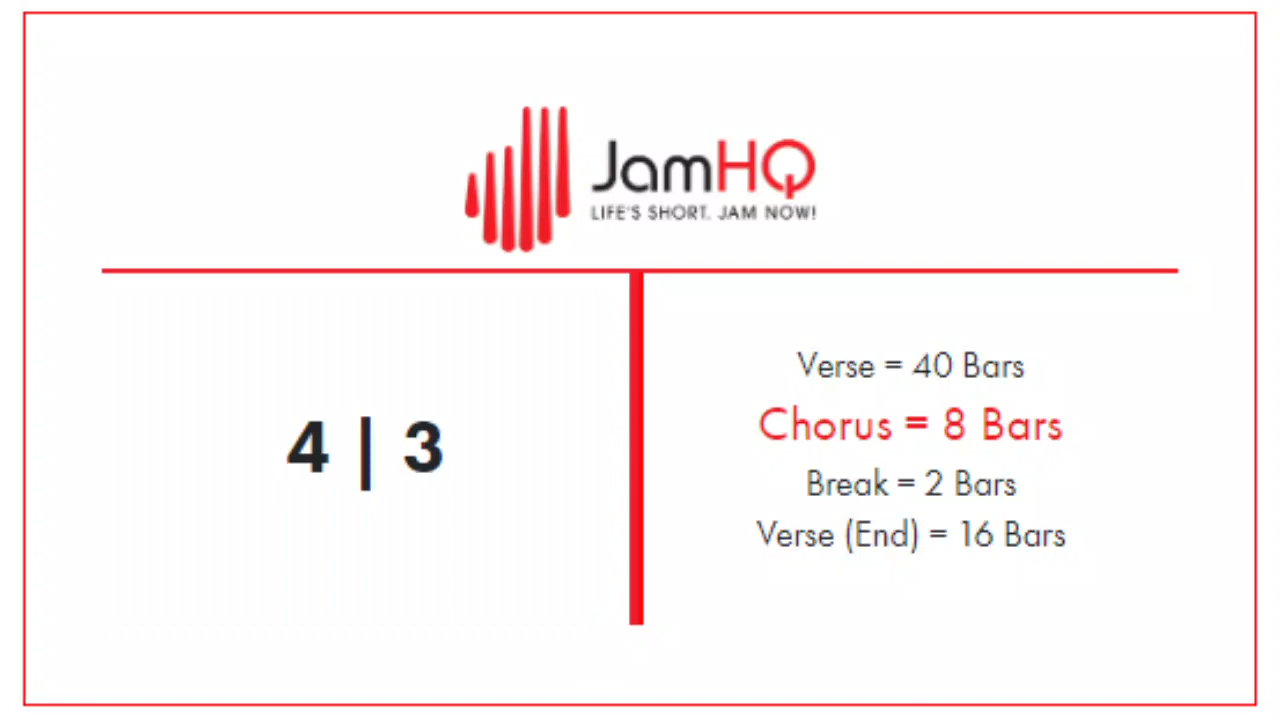 JamHQ
LIFE'S SHORT. JAM NOW!
4 | 3
Verse = 40 Bars
Chorus = 8 Bars
Break = 2 Bars
Verse (End) = 16 Bars